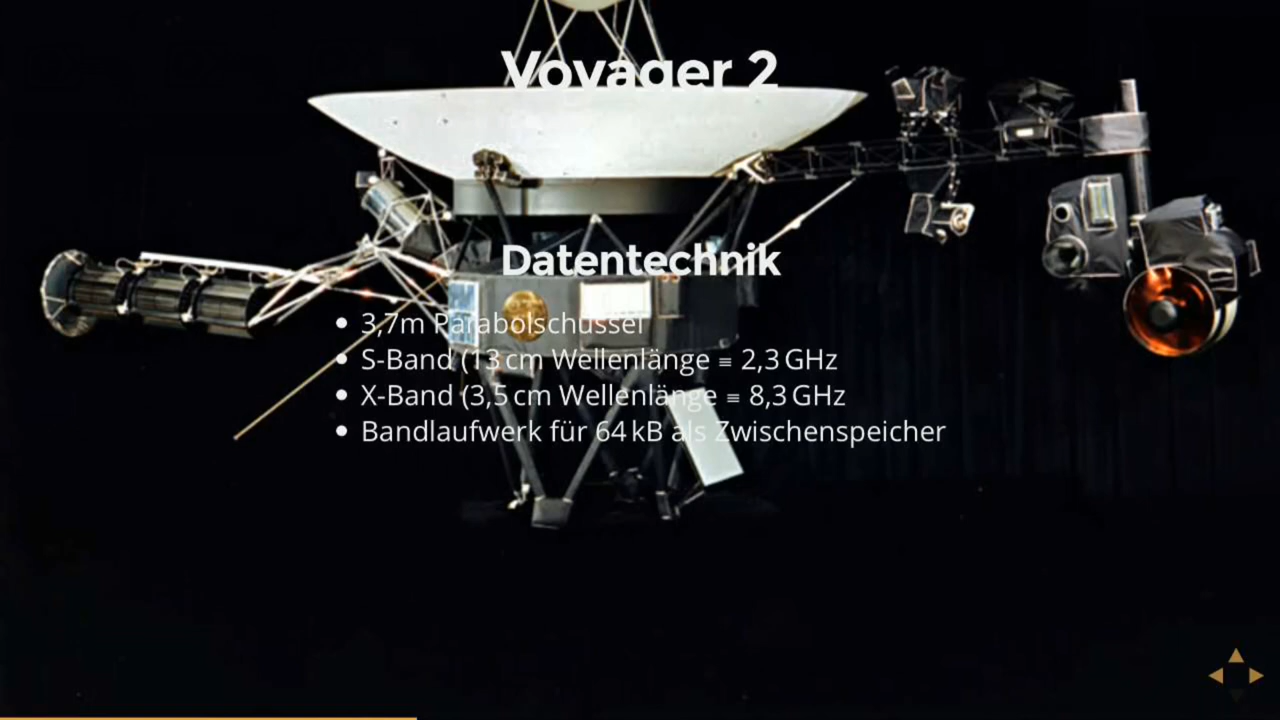 Voyager 2
Datentechnik
3,7m Parabolschüssel
S-Band (13 cm Wellenlänge ≡ 2,3 GHz
X-Band (3,5 cm Wellenlänge ≡ 8,3 GHz
Bandlaufwerk für 64 kB als Zwischenspeicher